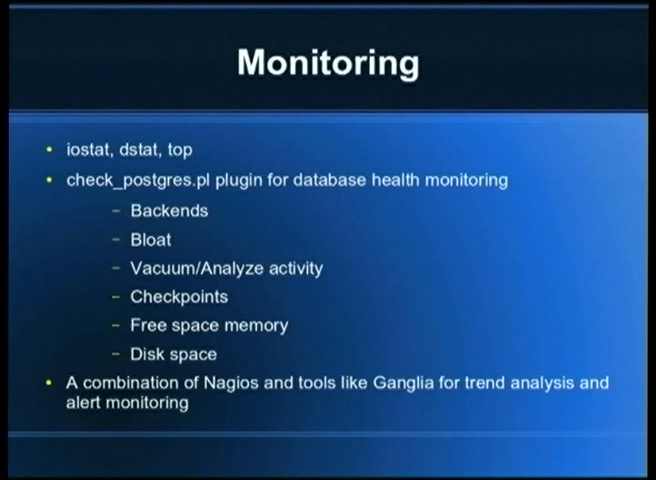 Monitoring
• iostat, dstat, top
• check_postgres.pl plugin for database health monitoring
– Backends
– Bloat
– Vacuum/Analyze activity
– Checkpoints
– Free space memory
– Disk space
• A combination of Nagios and tools like Ganglia for trend analysis and
alert monitoring